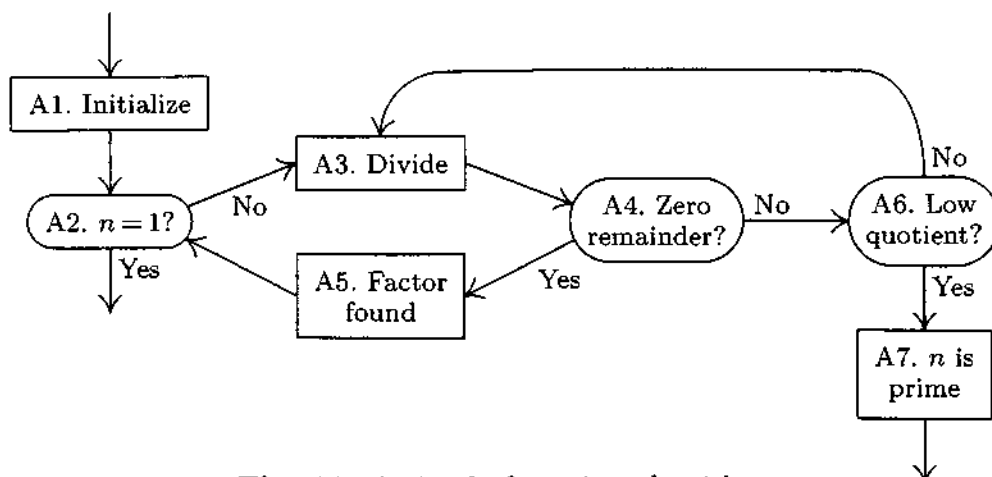 A1. Initialize
A2. n = 1?
No
Yes
A3. Divide
A4. Zero
remainder?
No
Yes
A5. Factor
found
A6. Low
quotient?
No
Yes
A7. n is
prime